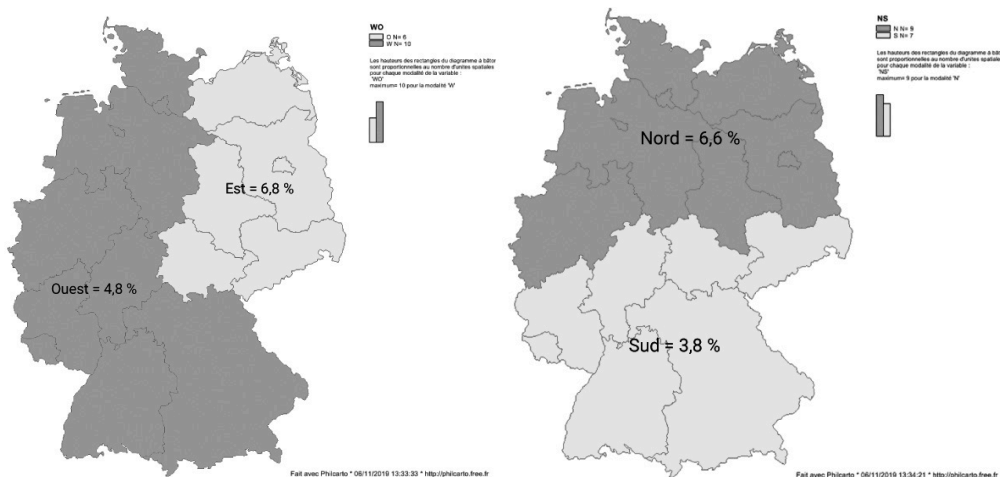 WO
O N= 6
W N= 10
Les hauteurs des rectangles du diagramme à bâton
sont proportionnelles au nombre d'unités spatiales
pour chaque modalité de la variable :
'WO'
maximum= 10 pour la modalité 'W'
Est = 6,8 %
Ouest = 4,8 %
Fait avec Philcarto * 06/11/2019 13:33:33 * http://philcarto.free.fr
NS
N N= 9
S N= 7
Les hauteurs des rectangles du diagramme à bâton
sont proportionnelles au nombre d'unités spatiales
pour chaque modalité de la variable :
'NS'
maximum= 9 pour la modalité 'N'
Nord = 6,6 %
Sud = 3,8 %
Fait avec Philcarto * 06/11/2019 13:34:21 * http://philcarto.free.fr